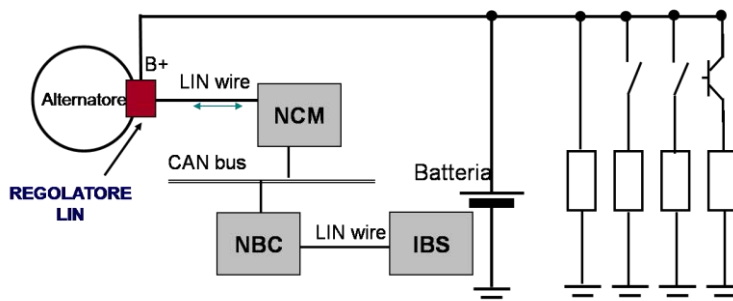 B+
Alternatore
LIN wire
NCM
REGOLATORE
LIN
CAN bus
Batteria
NBC
LIN wire
IBS